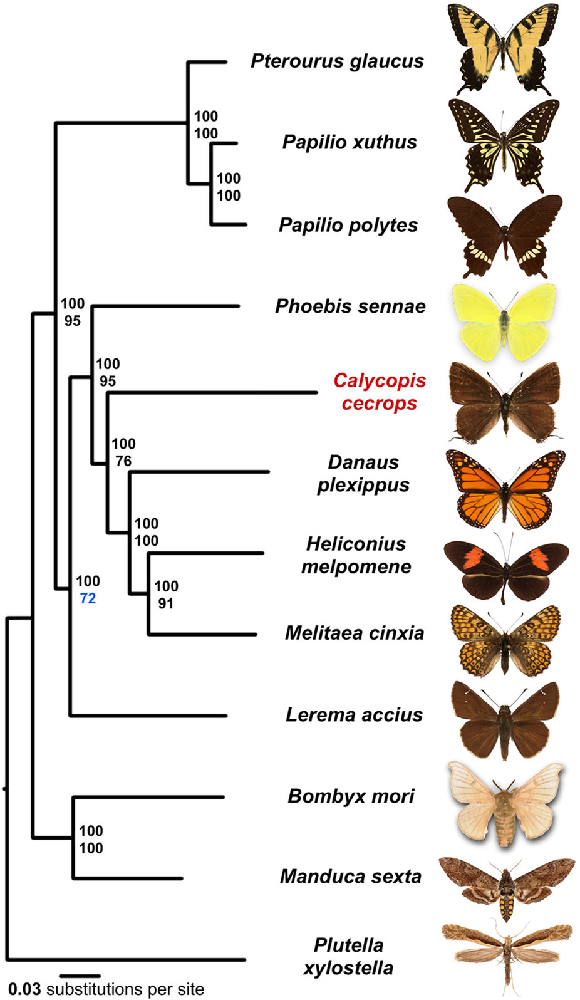 Pterourus glaucus
100
100
Papilio xuthus
100
100
Papilio polytes
100
95
Phoebis sennae
100
95
Calycopis
cecrops
100
76
Danaus
plexippus
100
100
Heliconius
melpomene
100
72
100
91
Melitaea cinxia
Lerema accius
Bombyx mori
100
100
Manduca sexta
Plutella
xylostella
0.03 substitutions per site